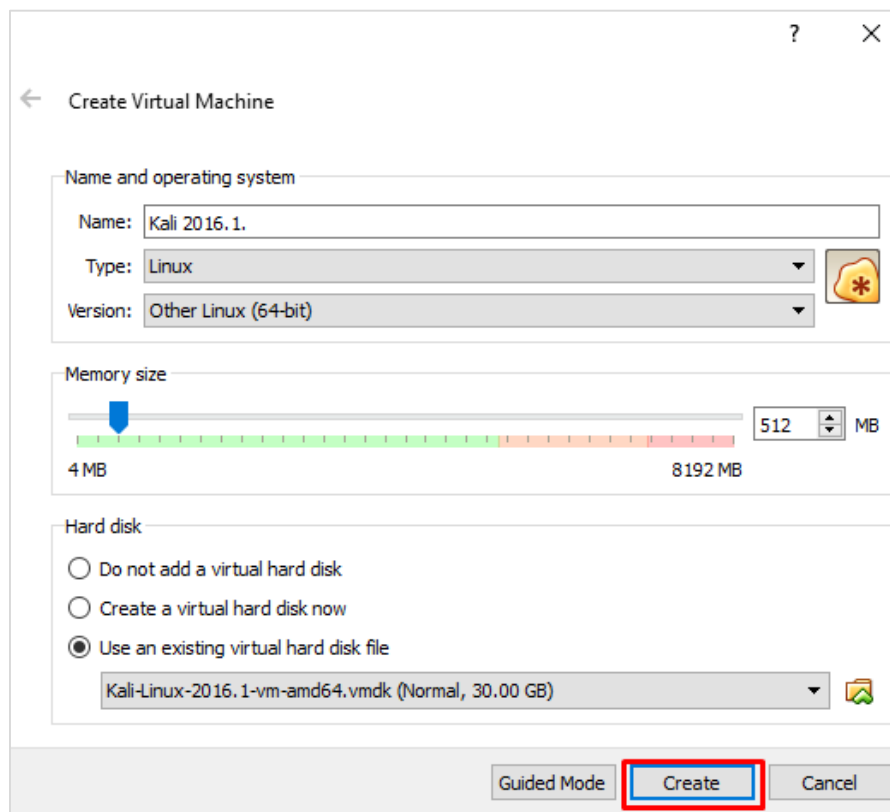 ?
Create Virtual Machine
Name and operating system
Name: Kali 2016.1.
Type: Linux
Version: Other Linux (64-bit)
Memory size
512 MB
4 MB 8192 MB
Hard disk
Do not add a virtual hard disk
Create a virtual hard disk now
Use an existing virtual hard disk file
Kali-Linux-2016.1-vm-amd64.vmdk (Normal, 30.00 GB)
Guided Mode Create Cancel